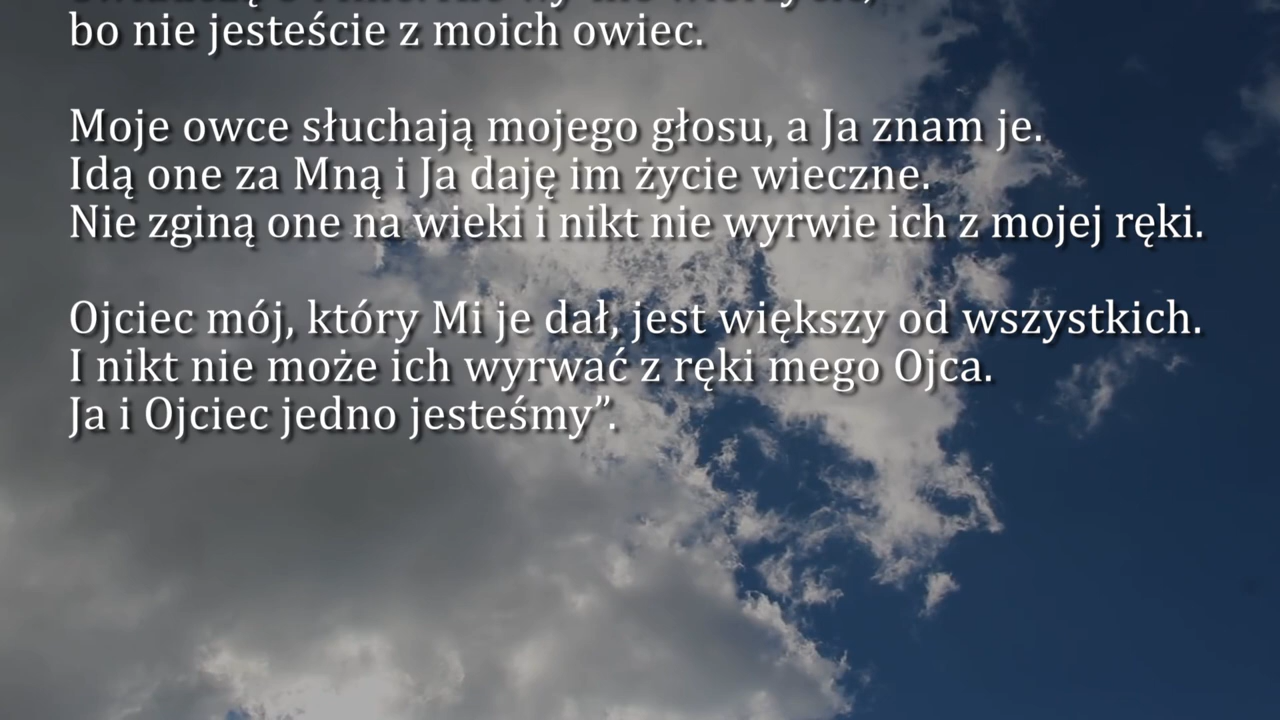 bo nie jesteście z moich owiec.
Moje owce słuchają mojego głosu, a Ja znam je.
Idą one za Mną i Ja daję im życie wieczne.
Nie zginą one na wieki i nikt nie wyrwie ich z mojej ręki.
Ojciec mój, który Mi je dał, jest większy od wszystkich.
I nikt nie może ich wyrwać z ręki mego Ojca.
Ja i Ojciec jedno jesteśmy”.